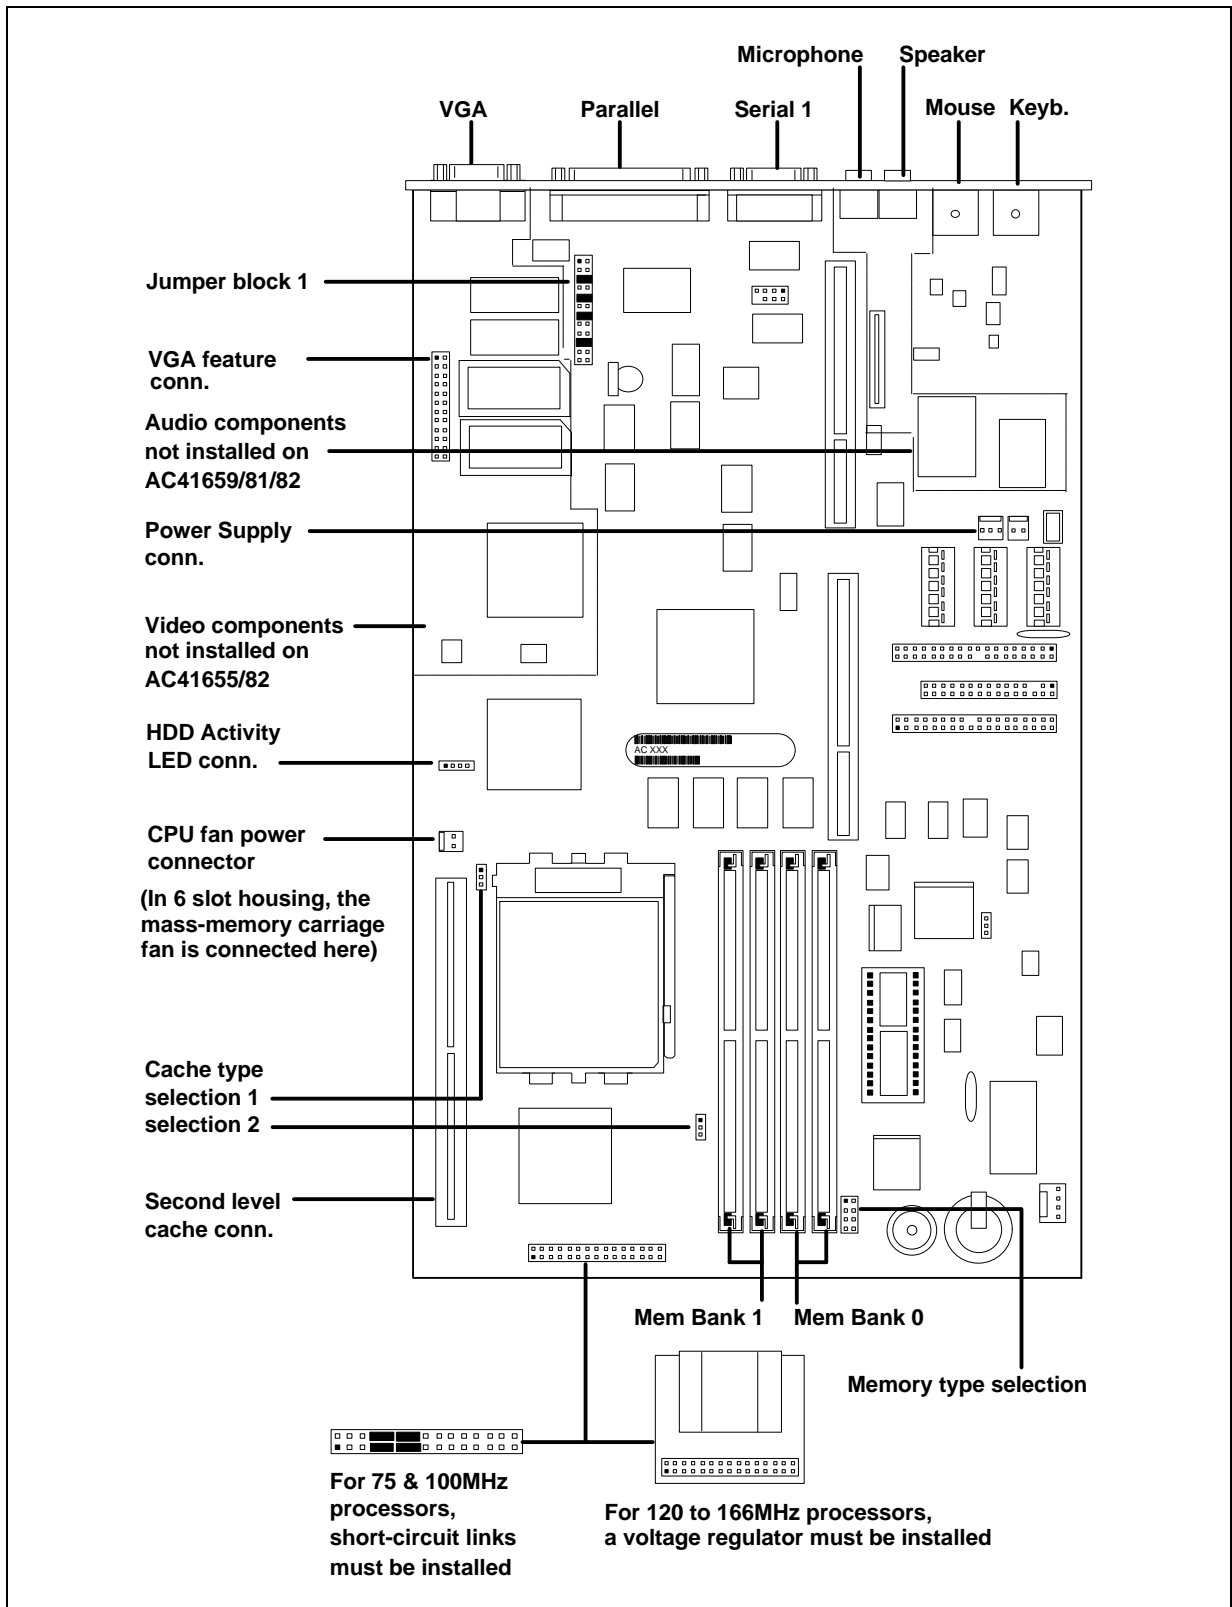 Microphone Speaker
VGA Parallel Serial 1 Mouse Keyb.
Jumper block 1
VGA feature
conn.
Audio components
not installed on
AC41659/81/82
Power Supply
conn.
Video components
not installed on
AC41655/82
HDD Activity
LED conn.
AC XXX
CPU fan power
connector
(In 6 slot housing, the
mass-memory carriage
fan is connected here)
Cache type
selection 1
selection 2
Second level
cache conn.
Mem Bank 1 Mem Bank 0
Memory type selection
For 75 & 100MHz
processors,
short-circuit links
must be installed
For 120 to 166MHz processors,
a voltage regulator must be installed